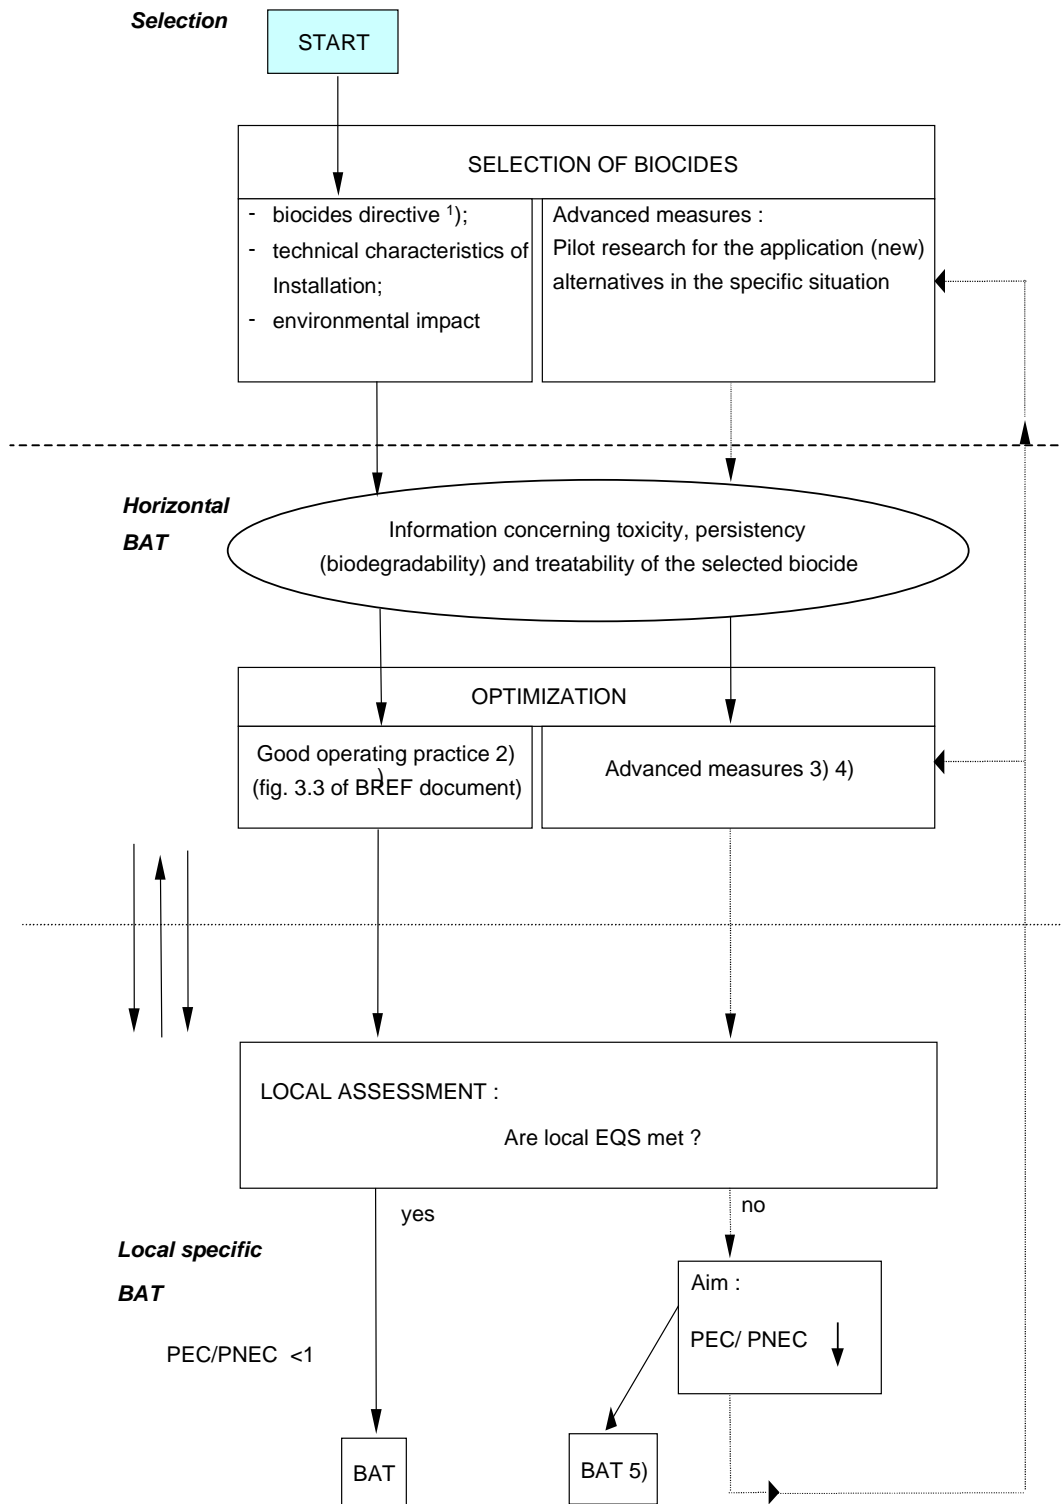 Selection
START
SELECTION OF BIOCIDES
- biocides directive ¹);
- technical characteristics of
Installation;
- environmental impact
Advanced measures :
Pilot research for the application (new)
alternatives in the specific situation
Horizontal
BAT
Information concerning toxicity, persistency
(biodegradability) and treatability of the selected biocide
OPTIMIZATION
Good operating practice 2)
)
(fig. 3.3 of BREF document)
Advanced measures 3) 4)
LOCAL ASSESSMENT :
Are local EQS met ?
yes
no
Local specific
BAT
Aim :
PEC/ PNEC
PEC/PNEC <1
BAT
BAT 5)